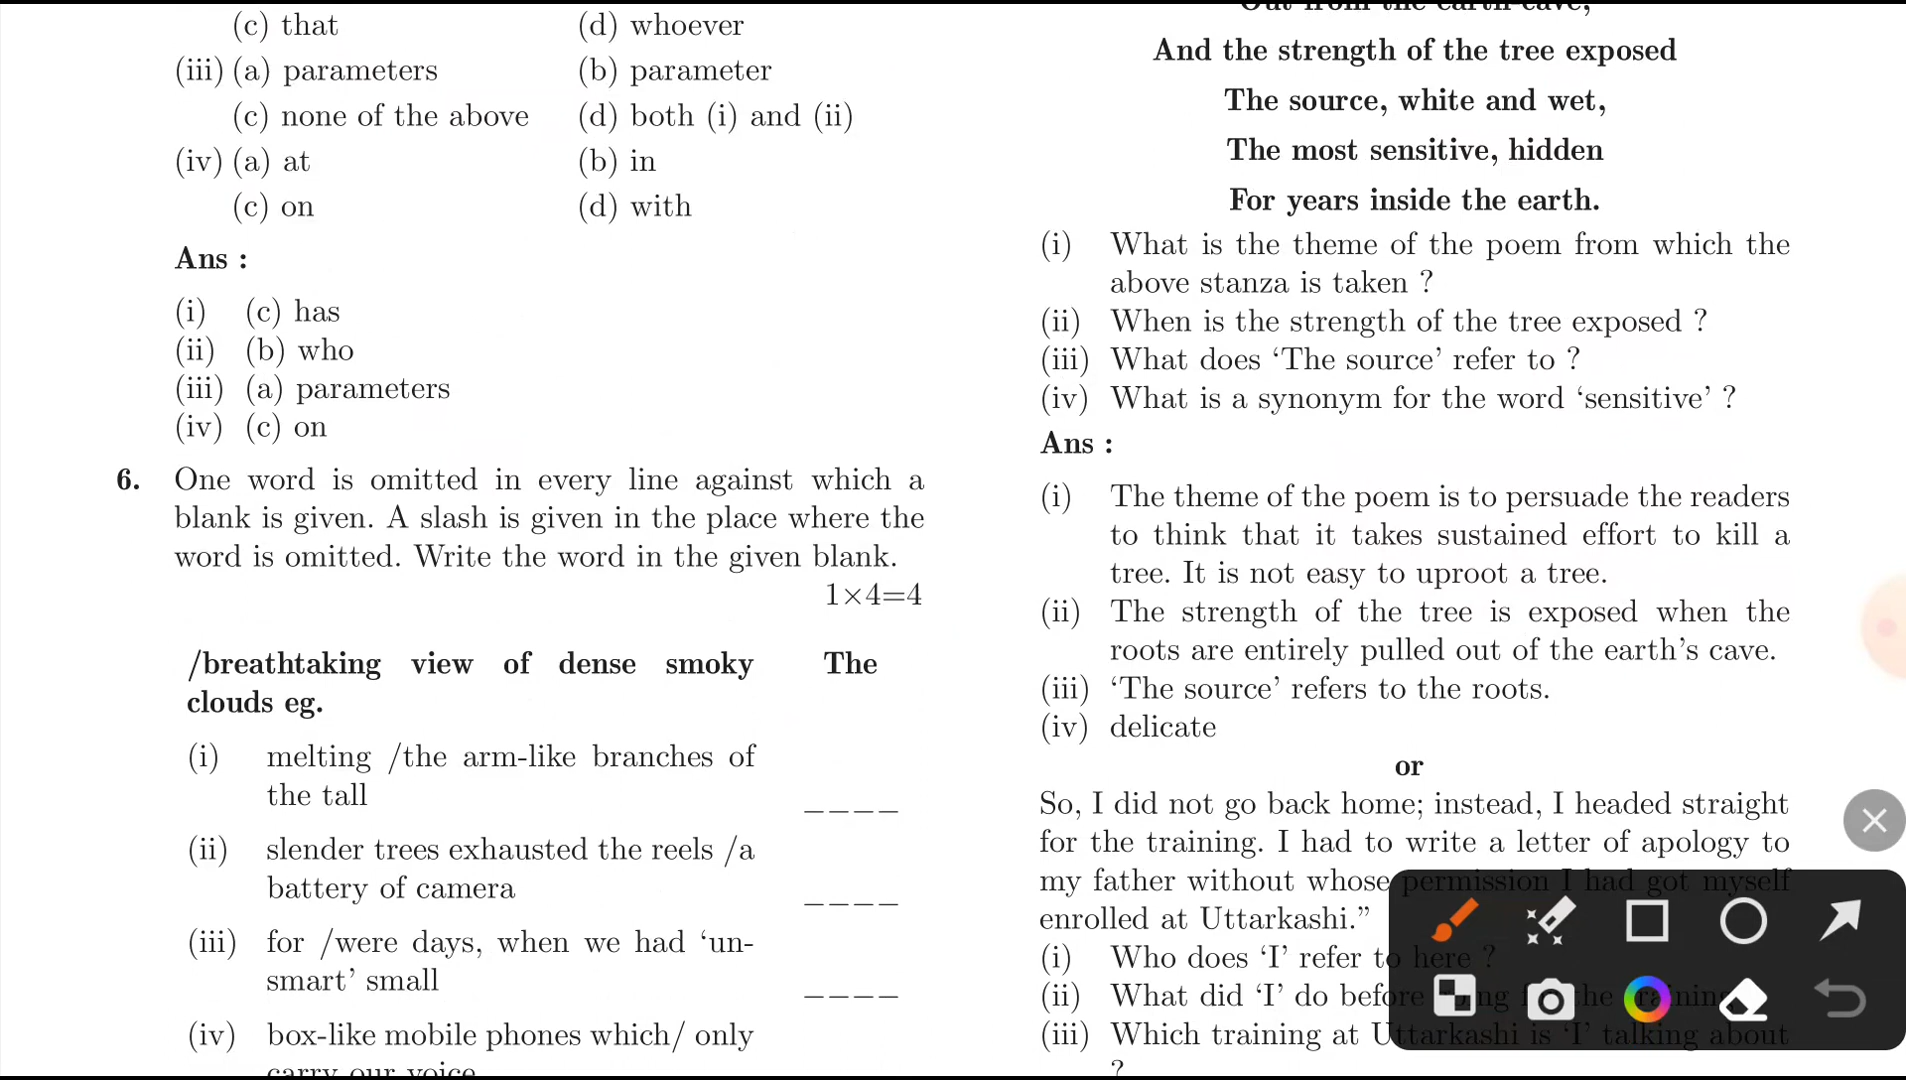 (c) that (d) whoever
(iii) (a) parameters (b) parameter
(c) none of the above (d) both (i) and (ii)
(iv) (a) at (b) in
(c) on (d) with
Ans :
(i) (c) has
(ii) (b) who
(iii) (a) parameters
(iv) (c) on
6. One word is omitted in every line against which a
blank is given. A slash is given in the place where the
word is omitted. Write the word in the given blank.
1×4=4
/breathtaking view of dense smoky The
clouds eg.
(i) melting /the arm-like branches of
the tall ____
(ii) slender trees exhausted the reels /a
battery of camera ____
(iii) for /were days, when we had ‘un-
smart’ small ____
(iv) box-like mobile phones which/ only
carry our voice
Out from the earth-cave,
And the strength of the tree exposed
The source, white and wet,
The most sensitive, hidden
For years inside the earth.
(i) What is the theme of the poem from which the
above stanza is taken ?
(ii) When is the strength of the tree exposed ?
(iii) What does ‘The source’ refer to ?
(iv) What is a synonym for the word ‘sensitive’ ?
Ans :
(i) The theme of the poem is to persuade the readers
to think that it takes sustained effort to kill a
tree. It is not easy to uproot a tree.
(ii) The strength of the tree is exposed when the
roots are entirely pulled out of the earth’s cave.
(iii) ‘The source’ refers to the roots.
(iv) delicate
or
So, I did not go back home; instead, I headed straight
for the training. I had to write a letter of apology to
my father without whose permission I had got myself
enrolled at Uttarkashi.”
(i) Who does ‘I’ refer to here ?
(ii) What did ‘I’ do before the
(iii) Which training at Uttarkashi is ‘I’ talking about
?